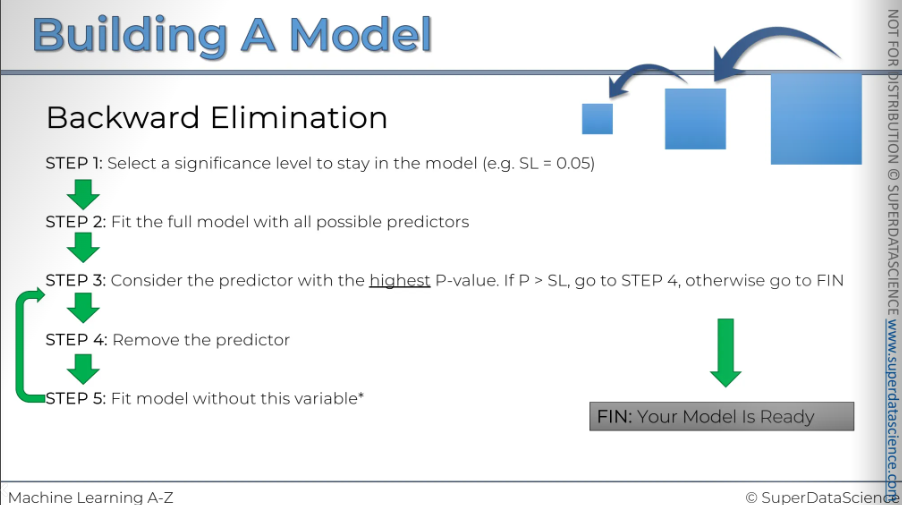 Building A Model
Backward Elimination
STEP 1: Select a significance level to stay in the model (e.g. SL = 0.05)
STEP 2: Fit the full model with all possible predictors
STEP 3: Consider the predictor with the highest P-value. If P > SL, go to STEP 4, otherwise go to FIN
STEP 4: Remove the predictor
STEP 5: Fit model without this variable*
FIN: Your Model Is Ready
Machine Learning A-Z
© SuperDataScience
NOT FOR DISTRIBUTION © SUPERDATASCIENCE www.superdatascience.com